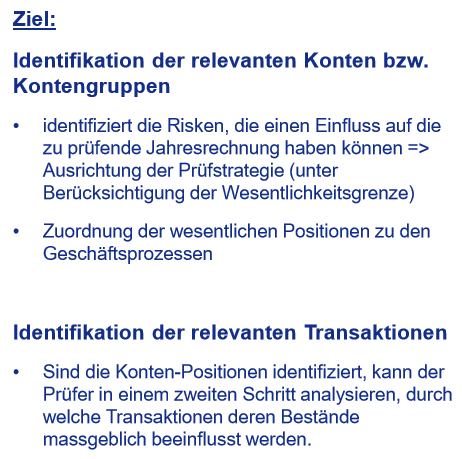 Ziel:
Identifikation der relevanten Konten bzw.
Kontengruppen
• identifiziert die Risken, die einen Einfluss auf die
zu prüfende Jahresrechnung haben können =>
Ausrichtung der Prüfstrategie (unter
Berücksichtigung der Wesentlichkeitsgrenze)
• Zuordnung der wesentlichen Positionen zu den
Geschäftsprozessen
Identifikation der relevanten Transaktionen
• Sind die Konten-Positionen identifiziert, kann der
Prüfer in einem zweiten Schritt analysieren, durch
welche Transaktionen deren Bestände
massgeblich beeinflusst werden.